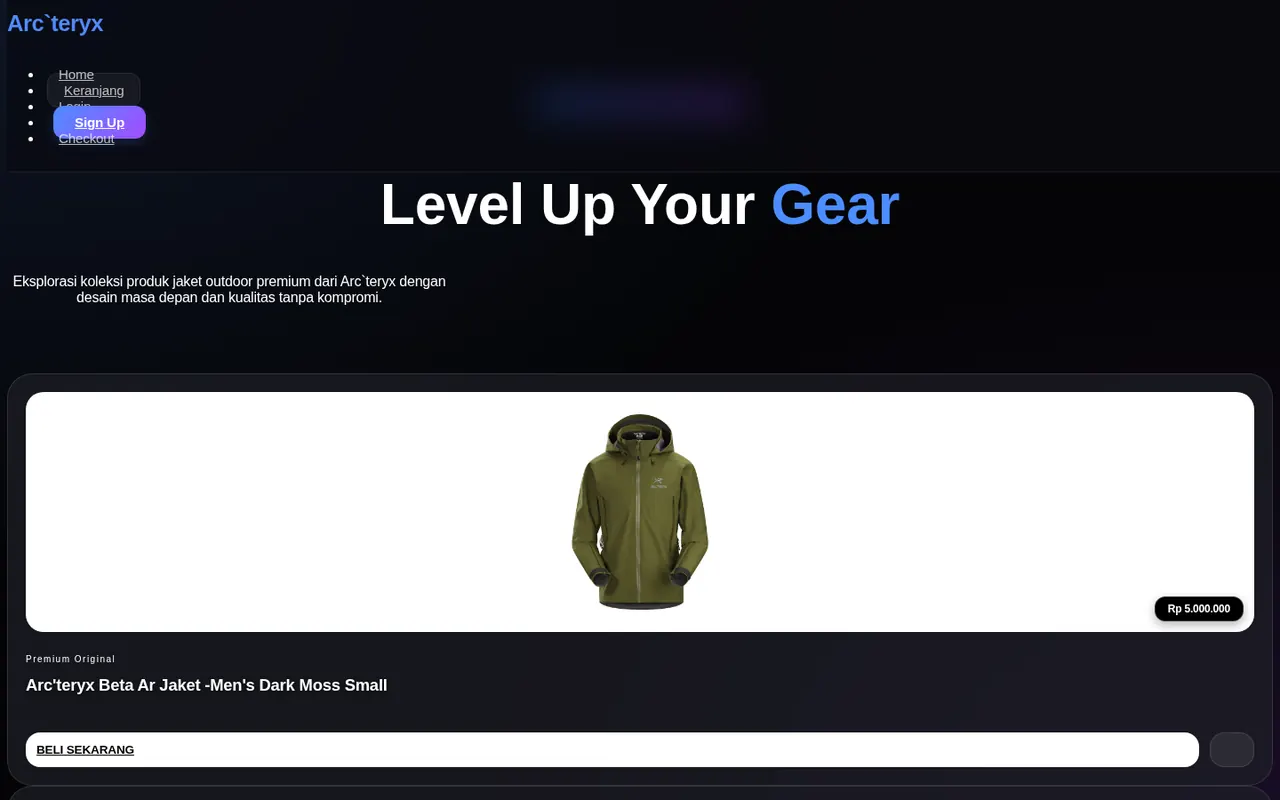 Arc`teryx
Home
Keranjang
Login
Sign Up
Checkout
Level Up Your Gear
Eksplorasi koleksi produk jaket outdoor premium dari Arc`teryx dengan
desain masa depan dan kualitas tanpa kompromi.
Rp 5.000.000
Premium Original
Arc'teryx Beta Ar Jaket -Men's Dark Moss Small
BELI SEKARANG